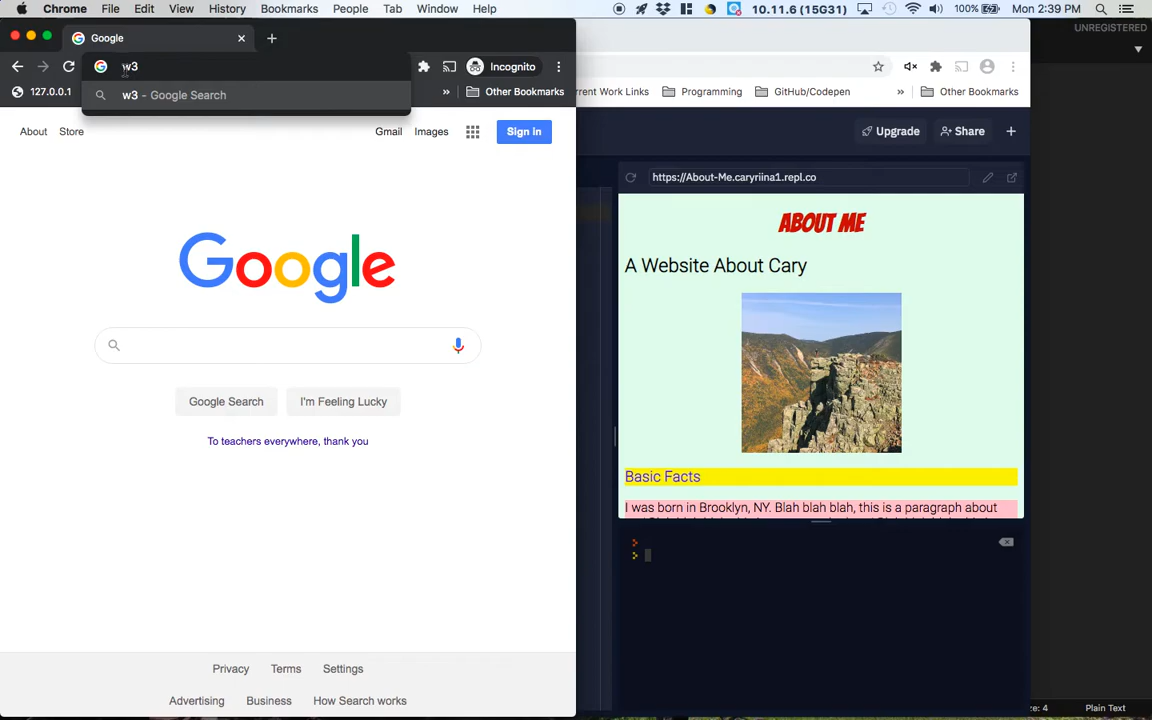 Chrome File Edit View History Bookmarks People Tab Window Help 10.11.6 (15G31) 100% Mon 2:39 PM
UNREGISTERED
Google
w3
Incognito
w3 - Google Search
127.0.0.1
» Other Bookmarks
rrent Work Links Programming GitHub/Codepen » Other Bookmarks
About Store Gmail Images Sign in
Upgrade Share
https://About-Me.caryriina1.repl.co
ABOUT ME
A Website About Cary
Google
Google Search I'm Feeling Lucky
To teachers everywhere, thank you
Basic Facts
I was born in Brooklyn, NY. Blah blah blah, this is a paragraph about
Privacy Terms Settings
Advertising Business How Search works
ze: 4 Plain Text